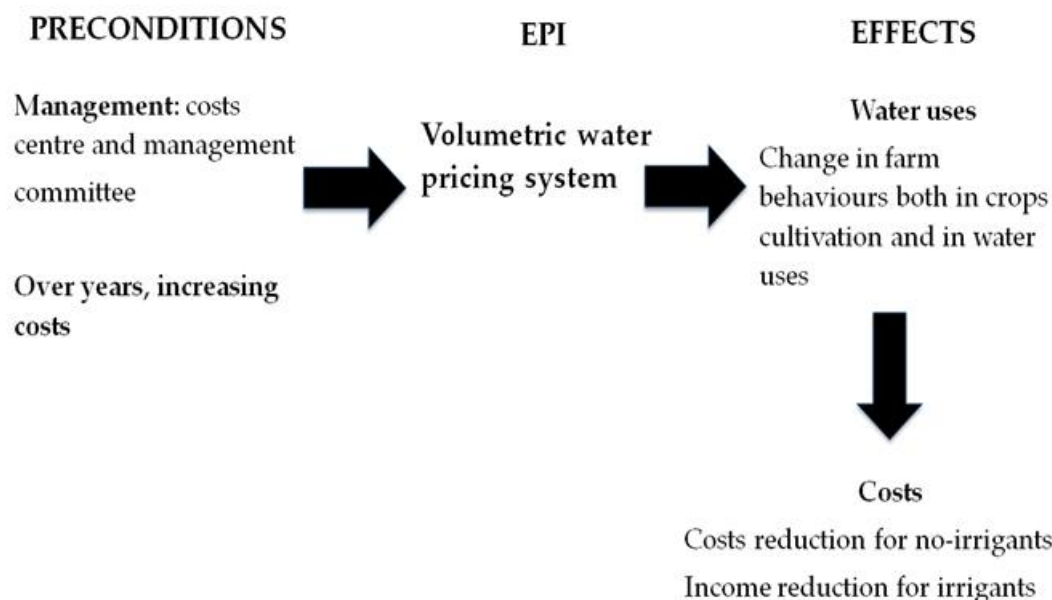 PRECONDITIONS
EPI
EFFECTS
Management: costs
centre and management
committee
Over years, increasing
costs
Volumetric water
pricing system
Water uses
Change in farm
behaviours both in crops
cultivation and in water
uses
Costs
Costs reduction for no-irrigants
Income reduction for irrigants